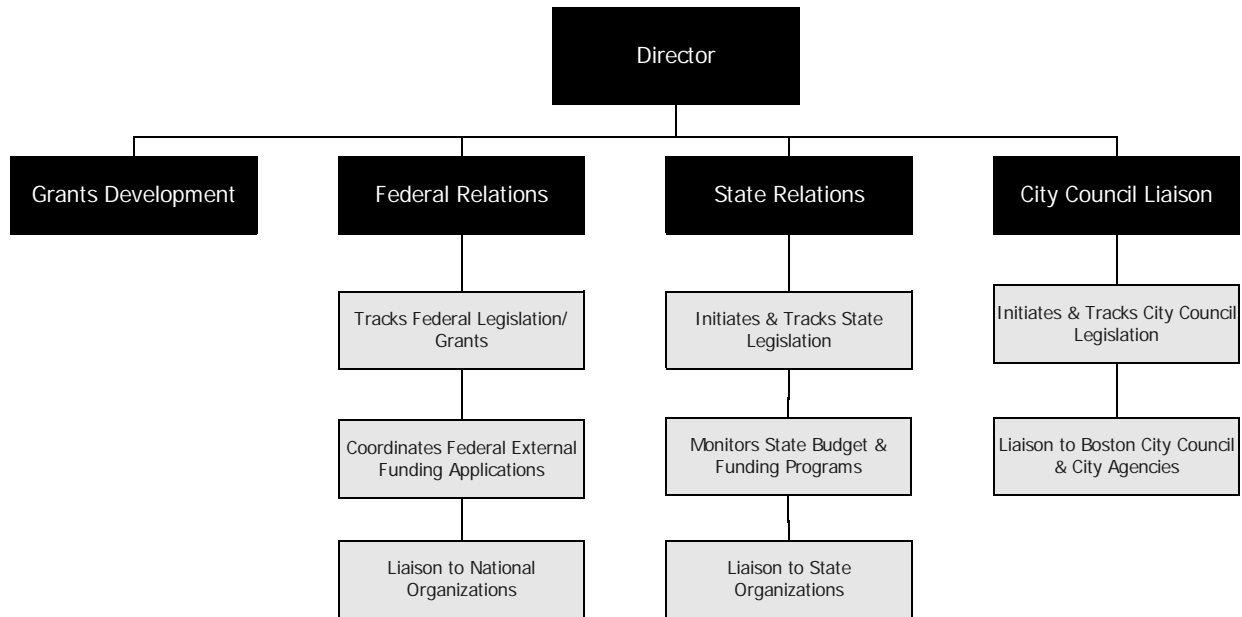 Director
Grants Development
Federal Relations
State Relations
City Council Liaison
Tracks Federal Legislation/
Grants
Initiates & Tracks State
Legislation
Initiates & Tracks City Council
Legislation
Coordinates Federal External
Funding Applications
Monitors State Budget &
Funding Programs
Liaison to Boston City Council
& City Agencies
Liaison to National
Organizations
Liaison to State
Organizations